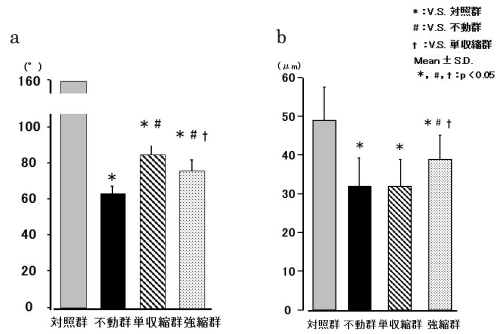 *:V.S. 対照群
#:V.S. 不動群
†:V.S. 単収縮群
Mean ± S.D.
*, #, †:p<0.05
a
(°)
160
100
80
60
40
20
0
*
* #
* # †
対照群 不動群 単収縮群 強縮群
b
(μm)
60
50
40
30
20
10
0
*
*
* # †
対照群 不動群 単収縮群 強縮群